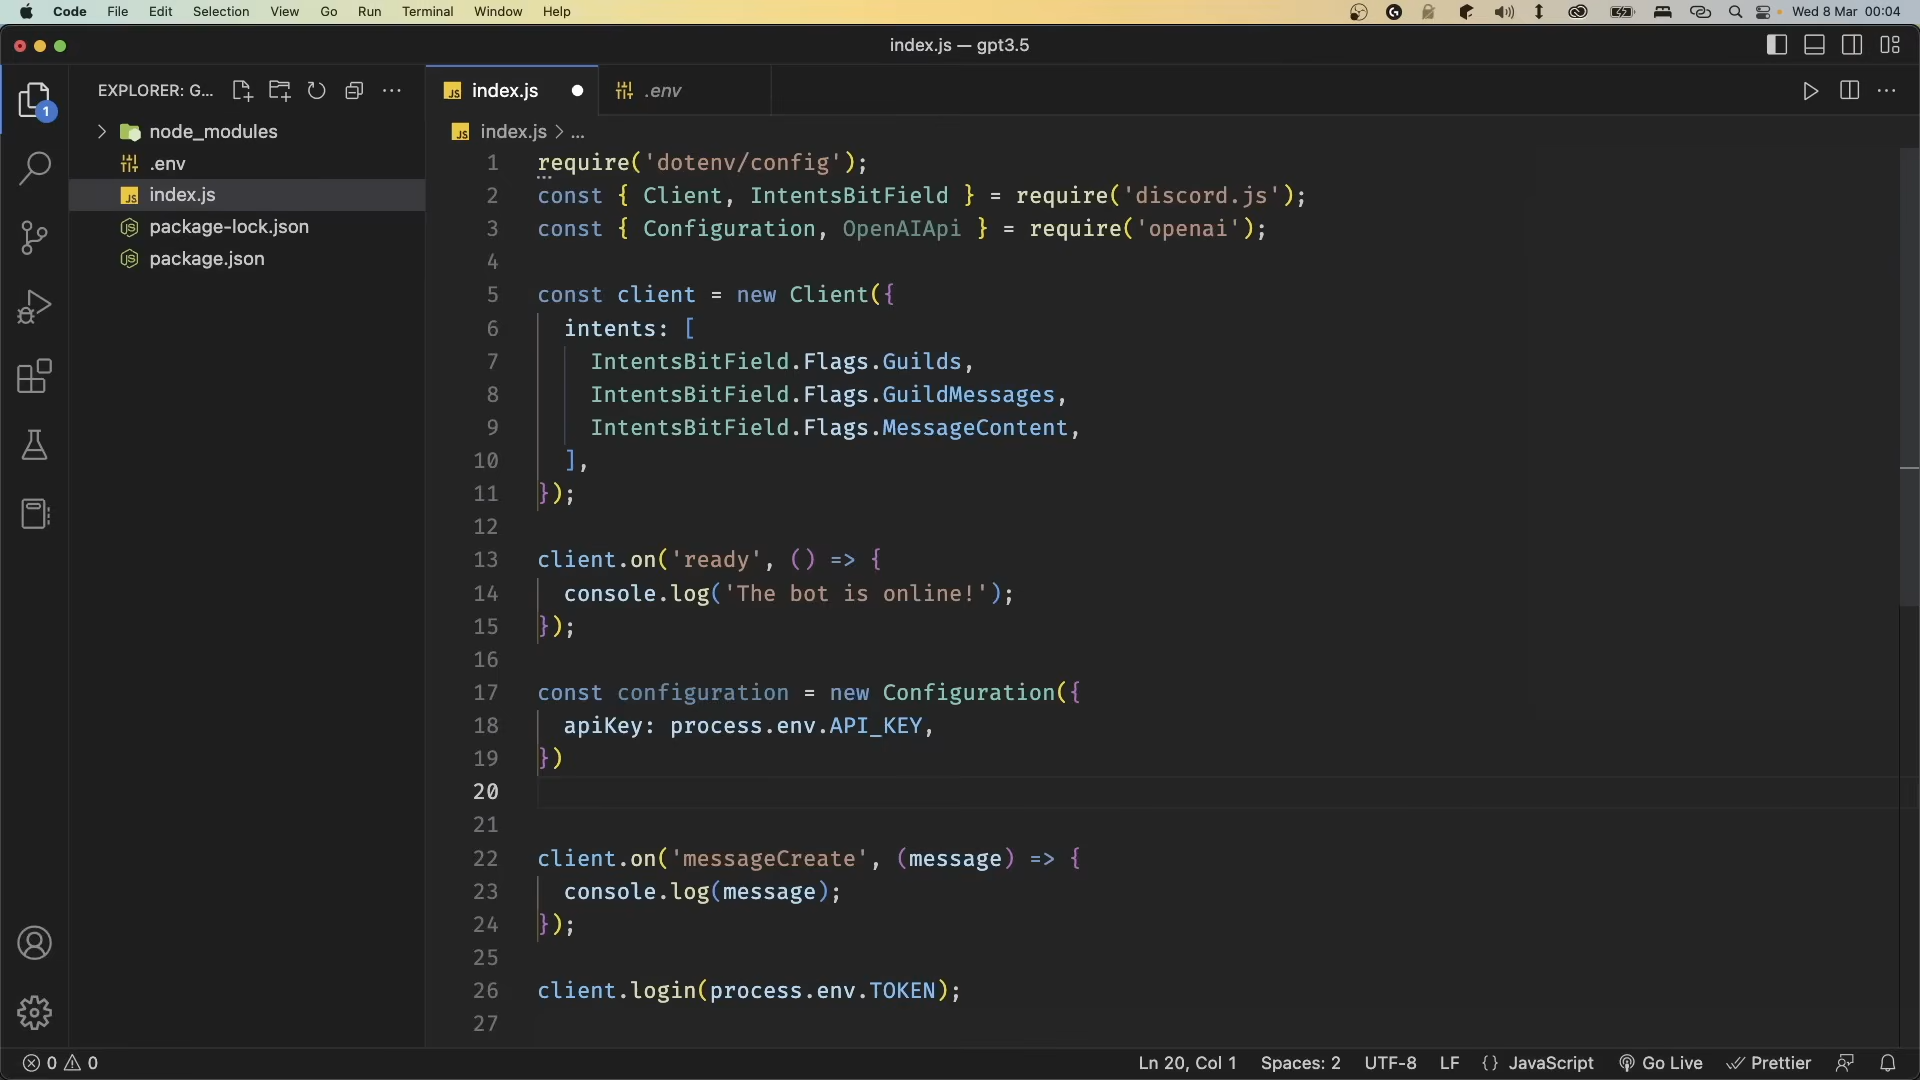 Code File Edit Selection View Go Run Terminal Window Help Wed 8 Mar 00:04
index.js — gpt3.5
EXPLORER: G...
index.js .env
node_modules
.env
index.js
package-lock.json
package.json
1
index.js > ...
1 require('dotenv/config');
2 const { Client, IntentsBitField } = require('discord.js');
3 const { Configuration, OpenAIApi } = require('openai');
4
5 const client = new Client({
6 intents: [
7 IntentsBitField.Flags.Guilds,
8 IntentsBitField.Flags.GuildMessages,
9 IntentsBitField.Flags.MessageContent,
10 ],
11 });
12
13 client.on('ready', () => {
14 console.log('The bot is online!');
15 });
16
17 const configuration = new Configuration({
18 apiKey: process.env.API_KEY,
19 })
20
21
22 client.on('messageCreate', (message) => {
23 console.log(message);
24 });
25
26 client.login(process.env.TOKEN);
27
0 0 Ln 20, Col 1 Spaces: 2 UTF-8 LF {} JavaScript Go Live Prettier